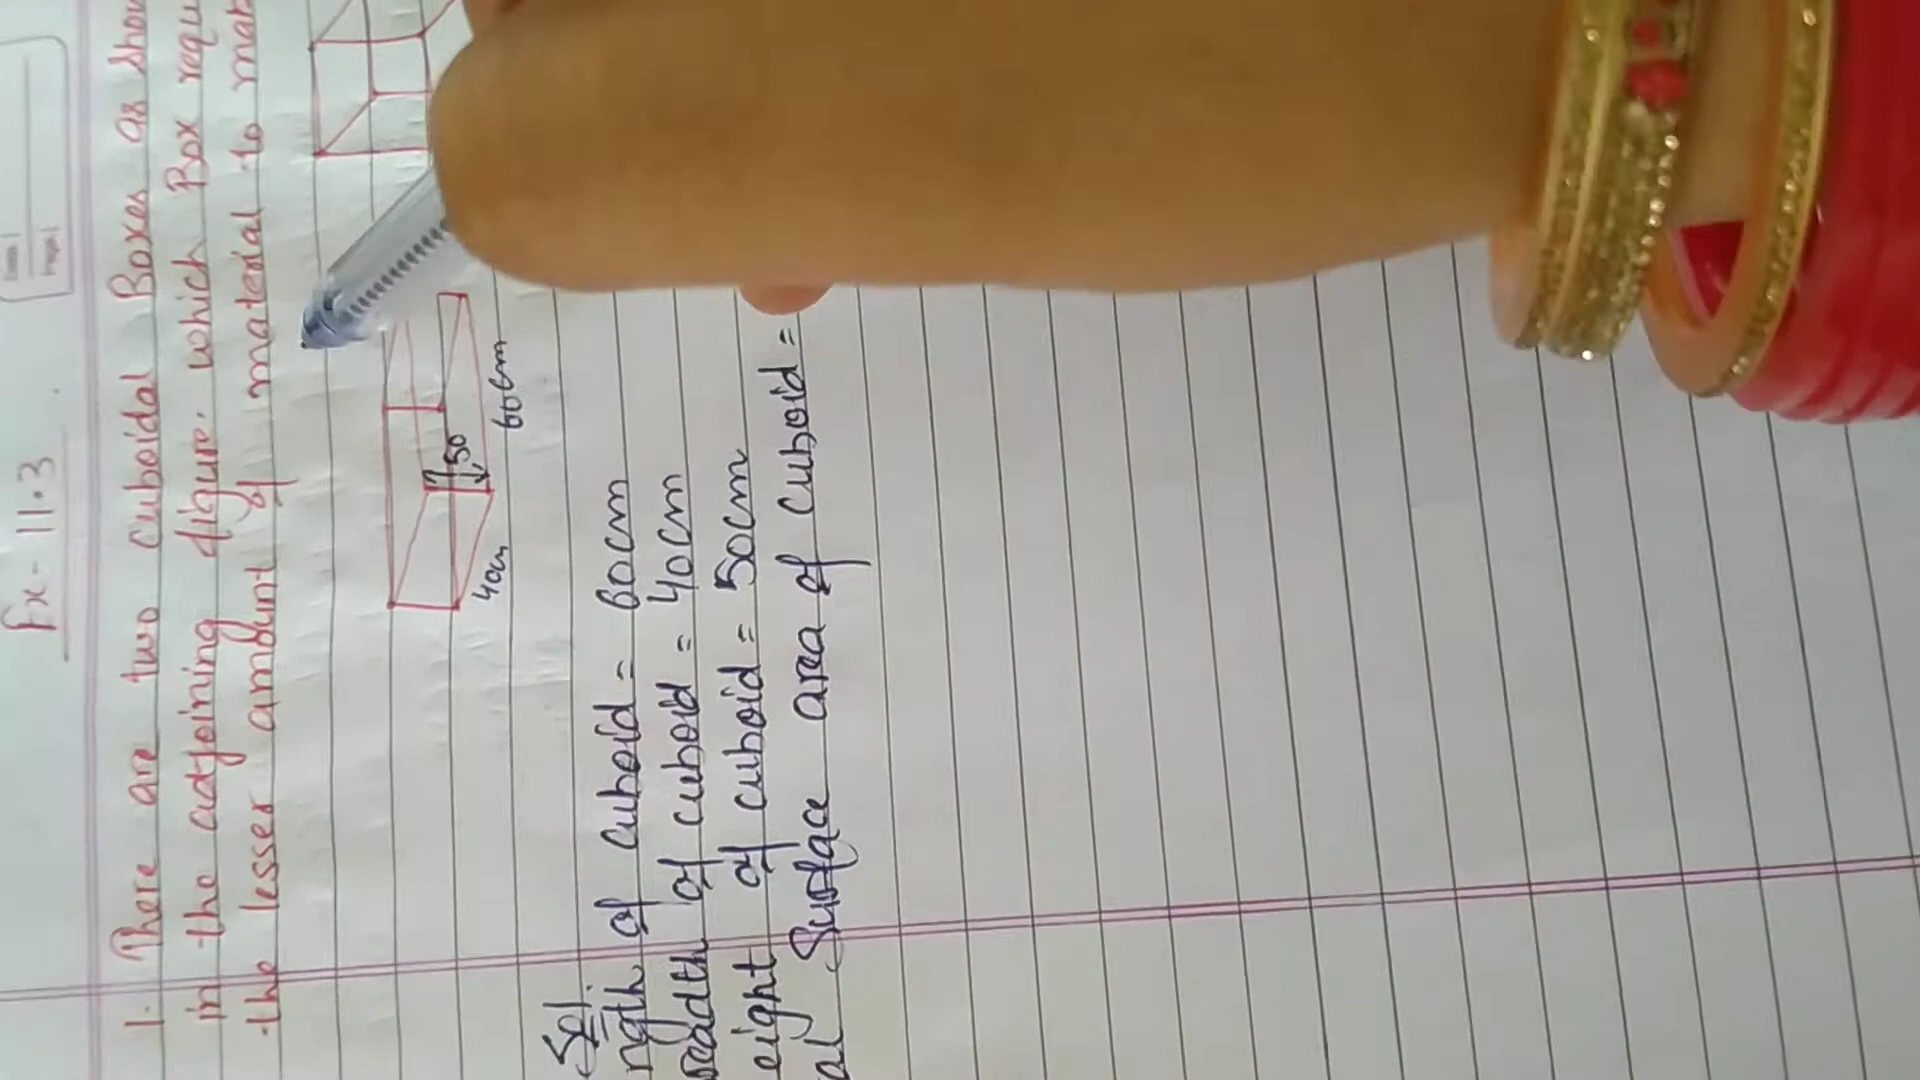 Ex-11.3
1. There are two cuboidal Boxes as show
in the adjoining figure. which Box requ
the lesser amount of material to mak
50
40cm
60cm
Sol.
ngth of cuboid = 60cm
readth of cuboid = 40cm
eight of cuboid = 50cm
al Surface area of cuboid =